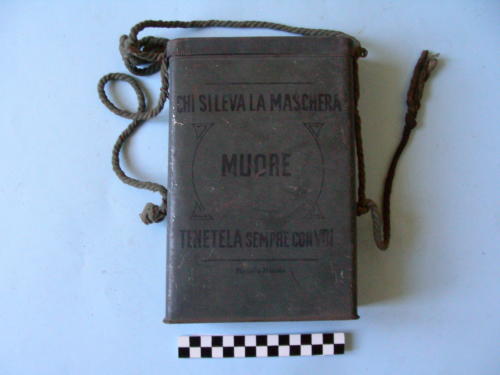 CHI SI LEVA LA MASCHERA
MUORE
TENETELA SEMPRE CON VOI